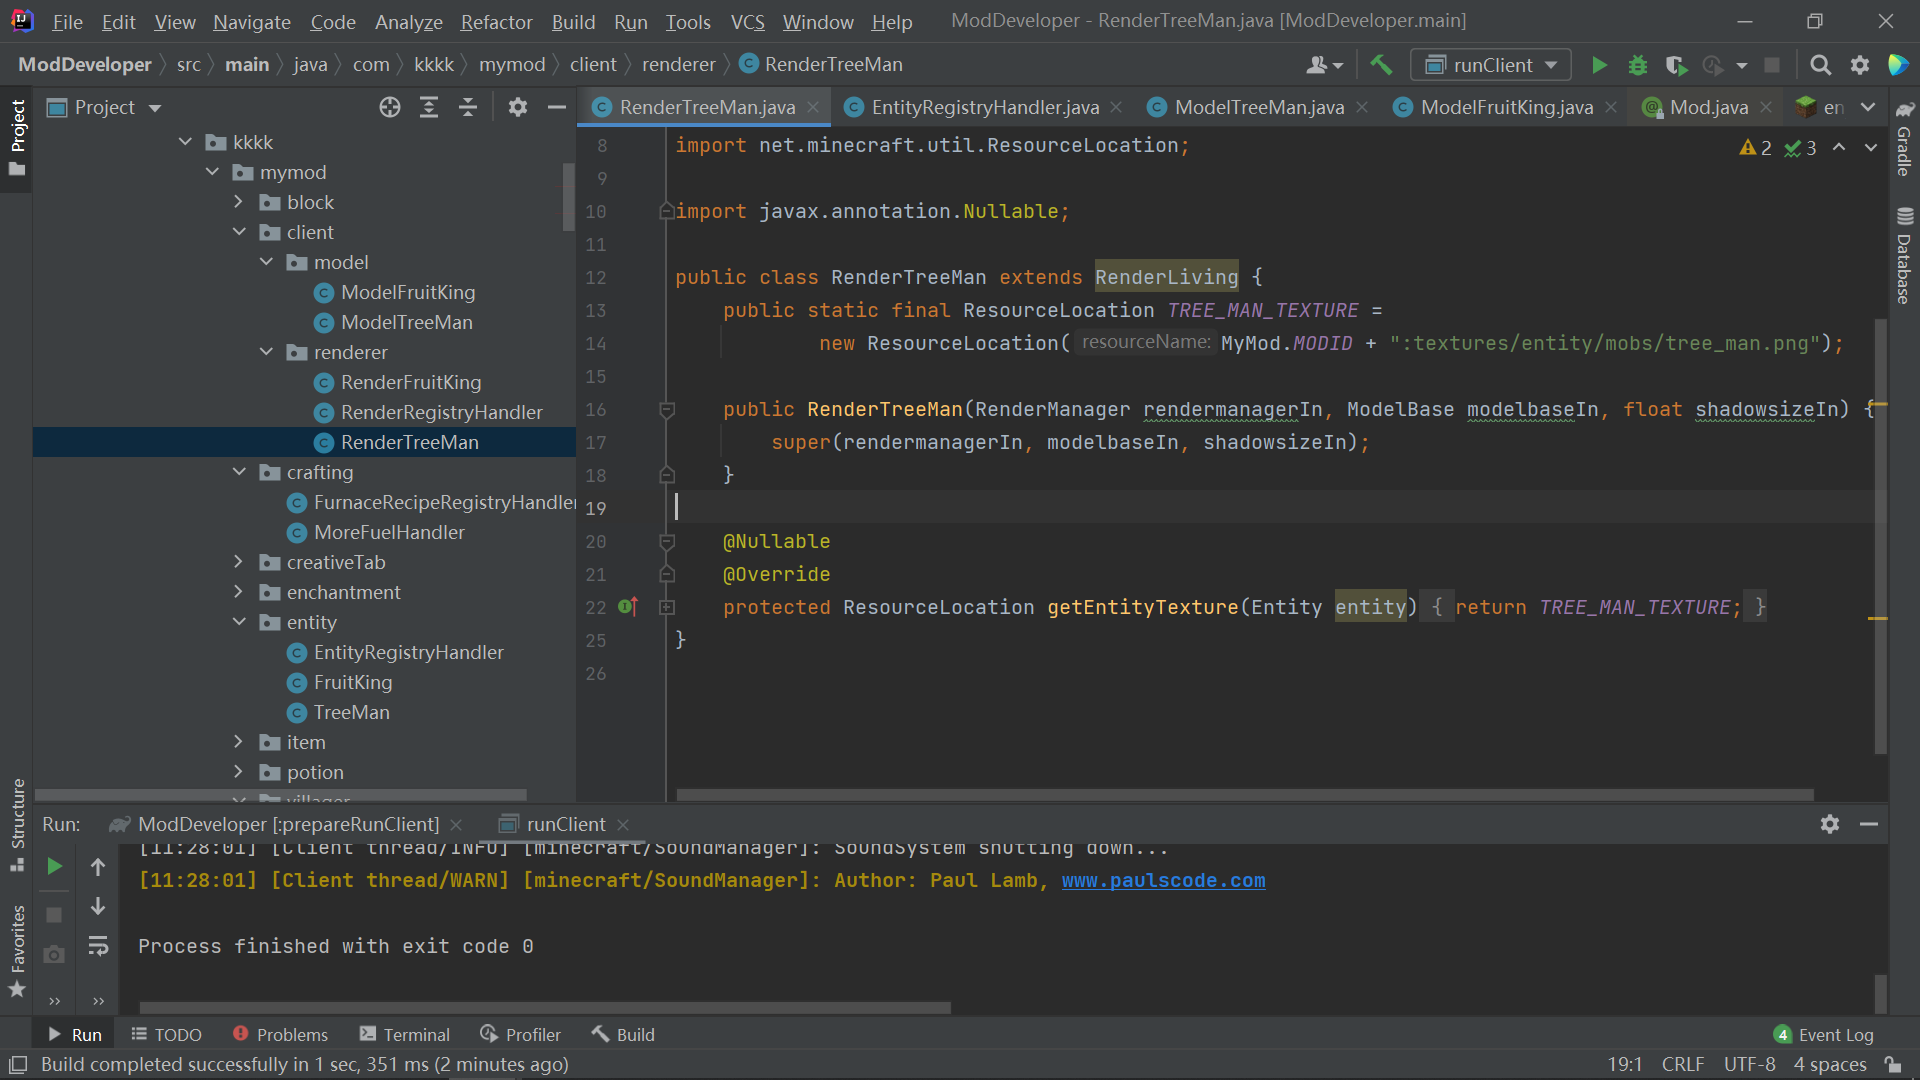 File Edit View Navigate Code Analyze Refactor Build Run Tools VCS Window Help ModDeveloper - RenderTreeMan.java [ModDeveloper.main]
ModDeveloper src main java com kkkk mymod client renderer RenderTreeMan runClient
Project
Project
RenderTreeMan.java EntityRegistryHandler.java ModelTreeMan.java ModelFruitKing.java Mod.java en
Gradle
Database
kkkk
mymod
block
client
model
ModelFruitKing
ModelTreeMan
renderer
RenderFruitKing
RenderRegistryHandler
RenderTreeMan
crafting
FurnaceRecipeRegistryHandler
MoreFuelHandler
creativeTab
enchantment
entity
EntityRegistryHandler
FruitKing
TreeMan
item
potion
villager
2 3
8 import net.minecraft.util.ResourceLocation;
9
10 import javax.annotation.Nullable;
11
12 public class RenderTreeMan extends RenderLiving {
13 public static final ResourceLocation TREE_MAN_TEXTURE =
14 new ResourceLocation( resourceName: MyMod.MODID + ":textures/entity/mobs/tree_man.png");
15
16 public RenderTreeMan(RenderManager rendermanagerIn, ModelBase modelbaseIn, float shadowsizeIn) {
17 super(rendermanagerIn, modelbaseIn, shadowsizeIn);
18 }
19
20 @Nullable
21 @Override
22 protected ResourceLocation getEntityTexture(Entity entity) { return TREE_MAN_TEXTURE; }
25 }
26
Structure
Favorites
Run: ModDeveloper [:prepareRunClient] runClient
[11:28:01] [Client thread/INFO] [minecraft/SoundManager]: SoundSystem shutting down...
[11:28:01] [Client thread/WARN] [minecraft/SoundManager]: Author: Paul Lamb, www.paulscode.com
Process finished with exit code 0
Run TODO Problems Terminal Profiler Build 4 Event Log
Build completed successfully in 1 sec, 351 ms (2 minutes ago) 19:1 CRLF UTF-8 4 spaces